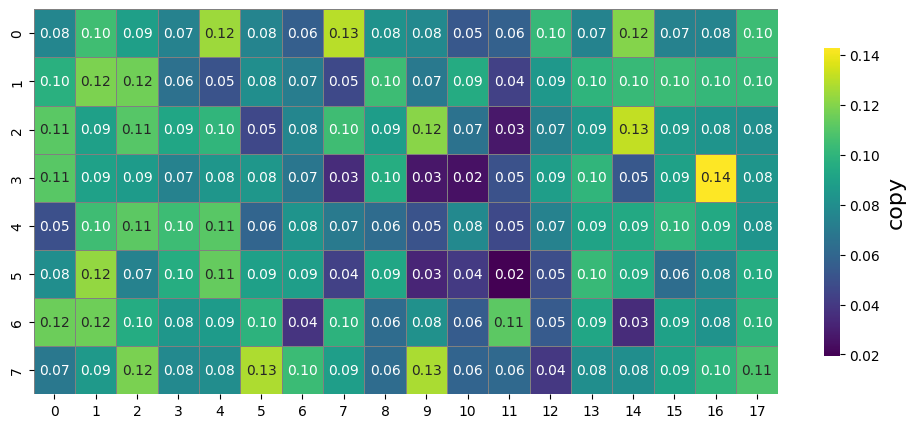 0 0.08 0.10 0.09 0.07 0.12 0.08 0.06 0.13 0.08 0.08 0.05 0.06 0.10 0.07 0.12 0.07 0.08 0.10
1 0.10 0.12 0.12 0.06 0.05 0.08 0.07 0.05 0.10 0.07 0.09 0.04 0.09 0.10 0.10 0.10 0.10 0.10
2 0.11 0.09 0.11 0.09 0.10 0.05 0.08 0.10 0.09 0.12 0.07 0.03 0.07 0.09 0.13 0.09 0.08 0.08
3 0.11 0.09 0.09 0.07 0.08 0.08 0.07 0.03 0.10 0.03 0.02 0.05 0.09 0.10 0.05 0.09 0.14 0.08
4 0.05 0.10 0.11 0.10 0.11 0.06 0.08 0.07 0.06 0.05 0.08 0.05 0.07 0.09 0.09 0.10 0.09 0.08
5 0.08 0.12 0.07 0.10 0.11 0.09 0.09 0.04 0.09 0.03 0.04 0.02 0.05 0.10 0.09 0.06 0.08 0.10
6 0.12 0.12 0.10 0.08 0.09 0.10 0.04 0.10 0.06 0.08 0.06 0.11 0.05 0.09 0.03 0.09 0.08 0.10
7 0.07 0.09 0.12 0.08 0.08 0.13 0.10 0.09 0.06 0.13 0.06 0.06 0.04 0.08 0.08 0.09 0.10 0.11
0 1 2 3 4 5 6 7 8 9 10 11 12 13 14 15 16 17
0.14
0.12
0.10
0.08
0.06
0.04
0.02
copy